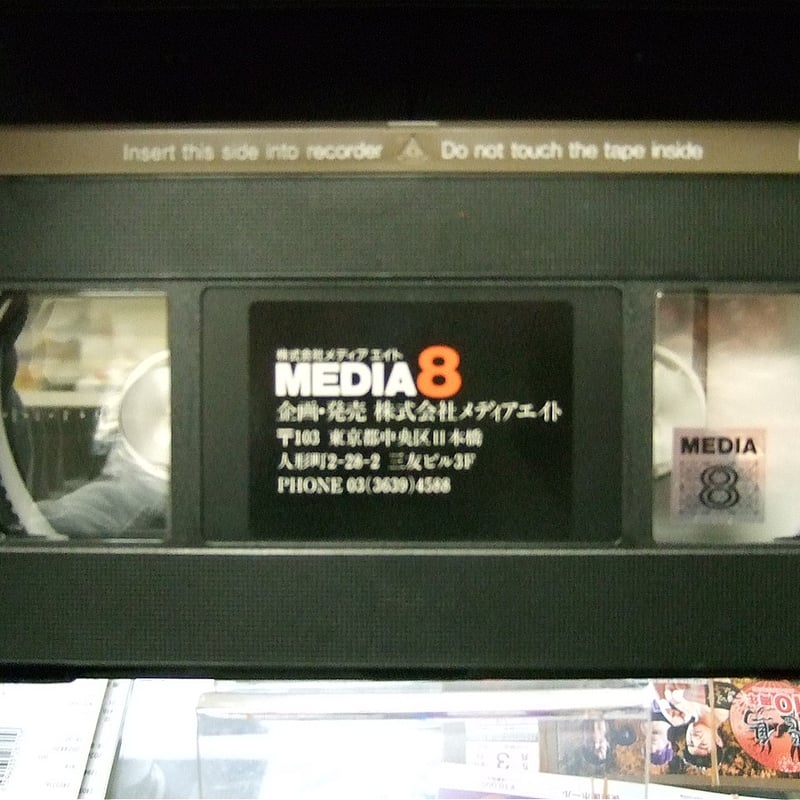 Insert this side into recorder
Do not touch the tape inside
株式会社メディアエイト
MEDIA8
企画・発売 株式会社メディアエイト
〒103 東京都中央区日本橋
人形町2-28-2 三友ビル3F
PHONE 03(3639)4588
MEDIA
8